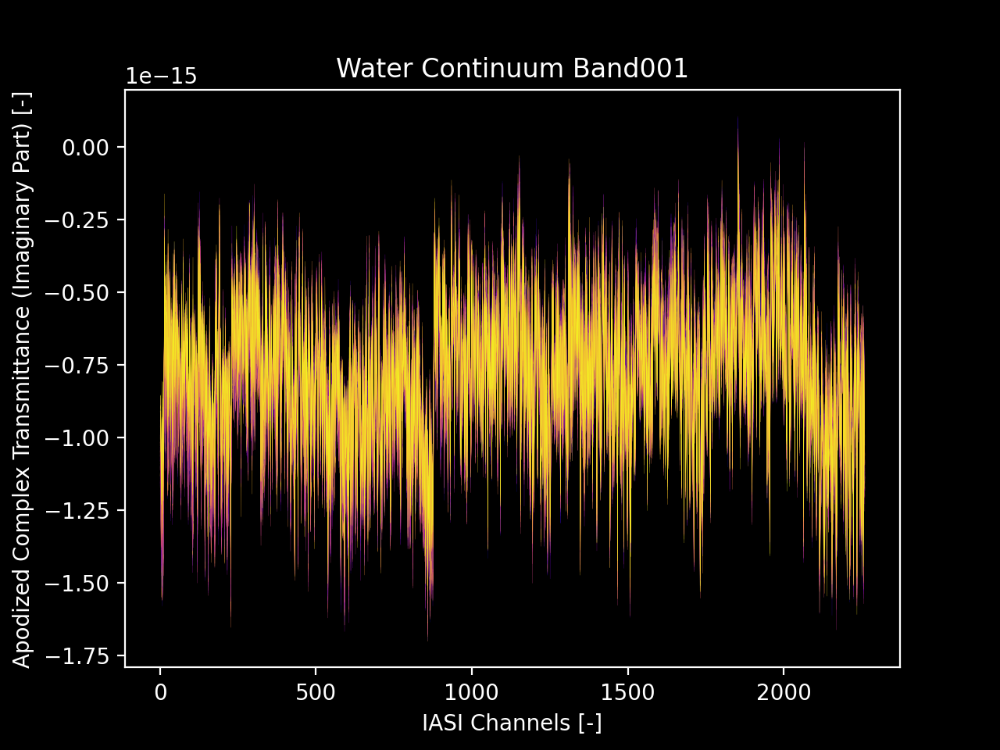 Water Continuum Band001
1e−15
Apodized Complex Transmittance (Imaginary Part) [-]
0.00
−0.25
−0.50
−0.75
−1.00
−1.25
−1.50
−1.75
0 500 1000 1500 2000
IASI Channels [-]